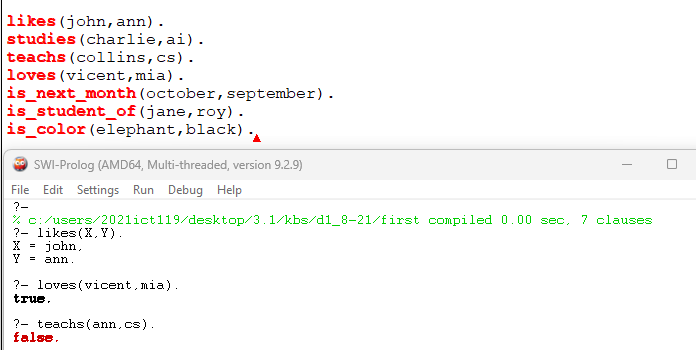 likes(john,ann).
studies(charlie,ai).
teachs(collins,cs).
loves(vicent,mia).
is_next_month(october,september).
is_student_of(jane,roy).
is_color(elephant,black).
SWI-Prolog (AMD64, Multi-threaded, version 9.2.9)
File Edit Settings Run Debug Help
?-
% c:/users/2021ict119/desktop/3.1/kbs/d1_8-21/first compiled 0.00 sec, 7 clauses
?- likes(X,Y).
X = john,
Y = ann.
?- loves(vicent,mia).
true.
?- teachs(ann,cs).
false.